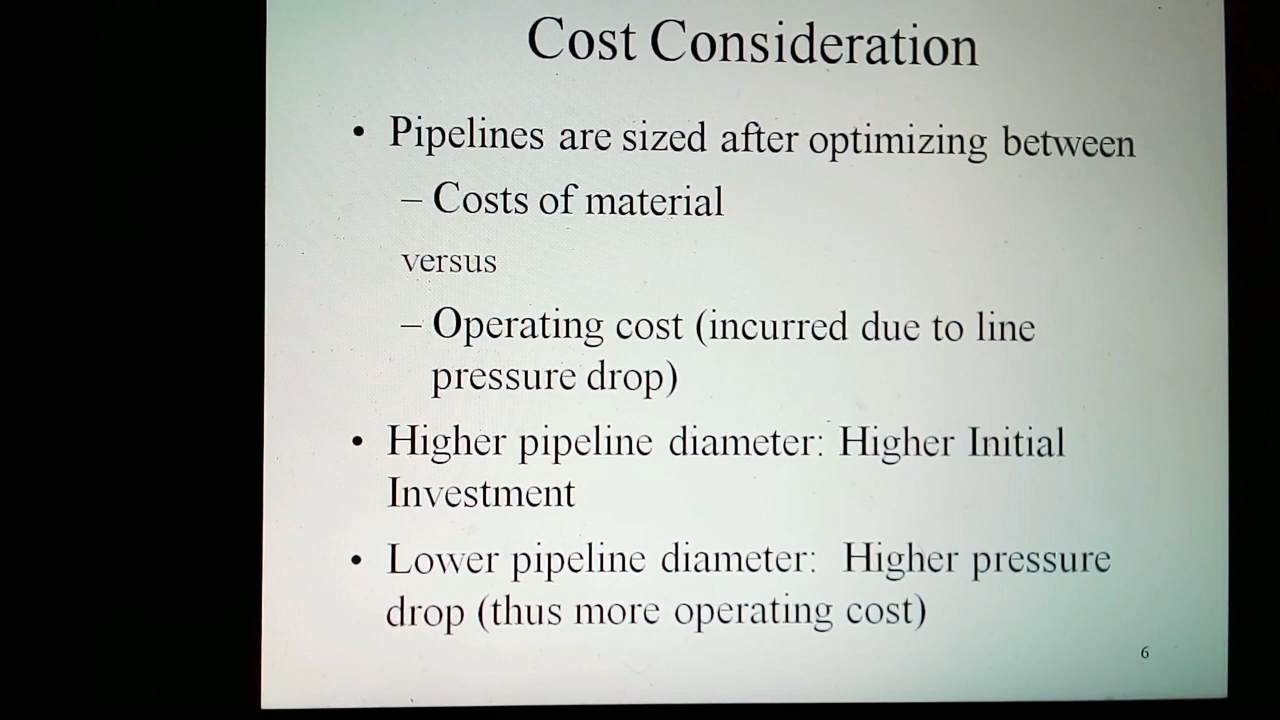 Cost Consideration
• Pipelines are sized after optimizing between
– Costs of material
versus
– Operating cost (incurred due to line
pressure drop)
• Higher pipeline diameter: Higher Initial
Investment
• Lower pipeline diameter:  Higher pressure
drop (thus more operating cost)
6